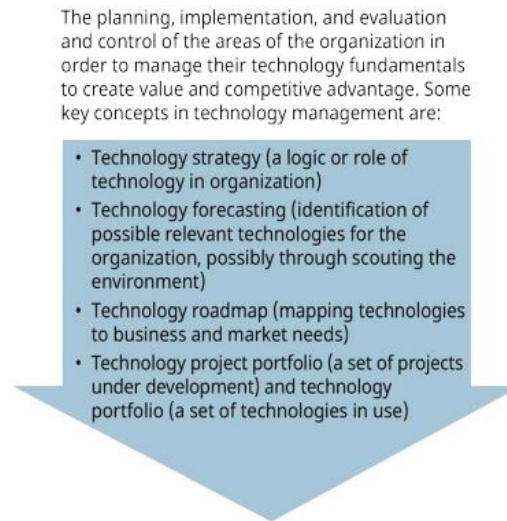 The planning, implementation, and evaluation
and control of the areas of the organization in
order to manage their technology fundamentals
to create value and competitive advantage. Some
key concepts in technology management are:
• Technology strategy (a logic or role of
technology in organization)
• Technology forecasting (identification of
possible relevant technologies for the
organization, possibly through scouting the
environment)
• Technology roadmap (mapping technologies
to business and market needs)
• Technology project portfolio (a set of projects
under development) and technology
portfolio (a set of technologies in use)